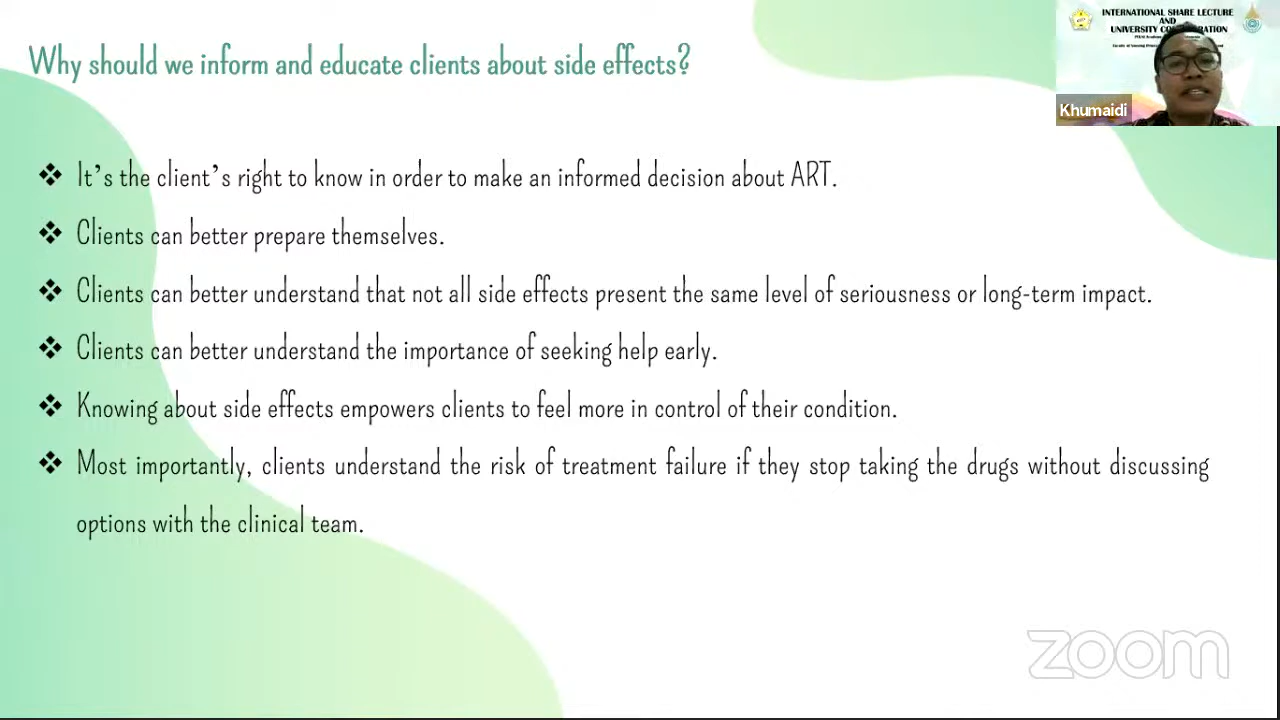 Why should we inform and educate clients about side effects?
INTERNATIONAL SHARE LECTURE
AND
UNIVERSITY
Khumaidi
❖ It’s the client’s right to know in order to make an informed decision about ART.
❖ Clients can better prepare themselves.
❖ Clients can better understand that not all side effects present the same level of seriousness or long-term impact.
❖ Clients can better understand the importance of seeking help early.
❖ Knowing about side effects empowers clients to feel more in control of their condition.
❖ Most importantly, clients understand the risk of treatment failure if they stop taking the drugs without discussing
options with the clinical team.
zoom